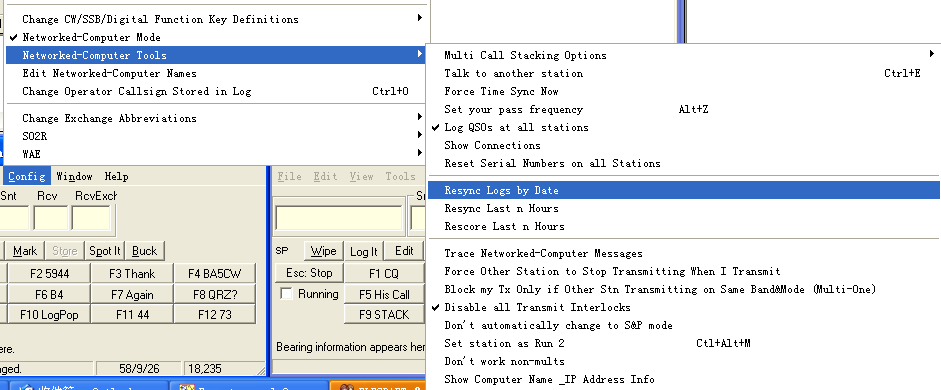 Change CW/SSB/Digital Function Key Definitions
Networked-Computer Mode
Networked-Computer Tools
Edit Networked-Computer Names
Change Operator Callsign Stored in Log Ctrl+O
Change Exchange Abbreviations
SO2R
WAE
Multi Call Stacking Options
Talk to another station Ctrl+E
Force Time Sync Now
Set your pass frequency Alt+Z
Log QSOs at all stations
Show Connections
Reset Serial Numbers on all Stations
Resync Logs by Date
Resync Last n Hours
Rescore Last n Hours
Trace Networked-Computer Messages
Force Other Station to Stop Transmitting When I Transmit
Block my Tx Only if Other Stn Transmitting on Same Band&Mode (Multi-One)
Disable all Transmit Interlocks
Don't automatically change to S&P mode
Set station as Run 2 Ctl+Alt+M
Don't work non-mults
Show Computer Name _IP Address Info
Config Window Help
Snt Rcv RcvExch
Mark Store Spot It Buck
F2 5944 F3 Thank F4 BA5CW
F6 B4 F7 Again F8 QRZ?
F10 LogPop F11 44 F12 73
ere.
nged. 58/9/26 18,235
File Edit View Tools
SP Wipe Log It Edit
Esc: Stop F1 CQ
Running F5 His Call
F9 STACK
Bearing information appears her